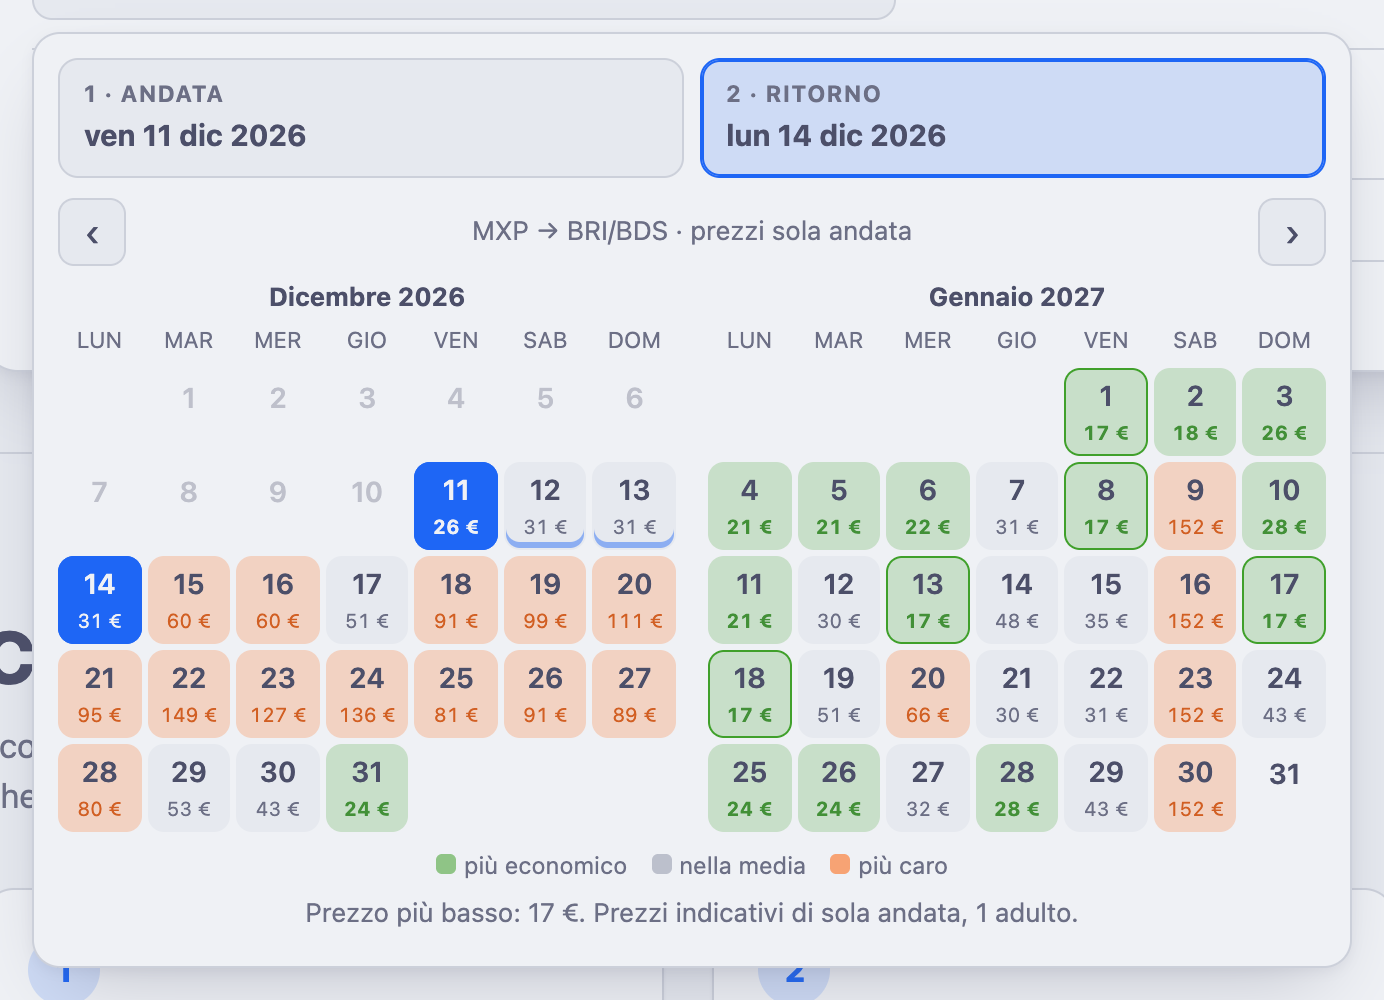 1 · ANDATA
ven 11 dic 2026
2 · RITORNO
lun 14 dic 2026
‹
MXP → BRI/BDS · prezzi sola andata
›
Dicembre 2026
LUN MAR MER GIO VEN SAB DOM
1 2 3 4 5 6
7 8 9 10 11 12 13
26 € 31 € 31 €
14 15 16 17 18 19 20
31 € 60 € 60 € 51 € 91 € 99 € 111 €
21 22 23 24 25 26 27
95 € 149 € 127 € 136 € 81 € 91 € 89 €
28 29 30 31
80 € 53 € 43 € 24 €
Gennaio 2027
LUN MAR MER GIO VEN SAB DOM
1 2 3
17 € 18 € 26 €
4 5 6 7 8 9 10
21 € 21 € 22 € 31 € 17 € 152 € 28 €
11 12 13 14 15 16 17
21 € 30 € 17 € 48 € 35 € 152 € 17 €
18 19 20 21 22 23 24
17 € 51 € 66 € 30 € 31 € 152 € 43 €
25 26 27 28 29 30 31
24 € 24 € 32 € 28 € 43 € 152 €
più economico nella media più caro
Prezzo più basso: 17 €. Prezzi indicativi di sola andata, 1 adulto.
1 2